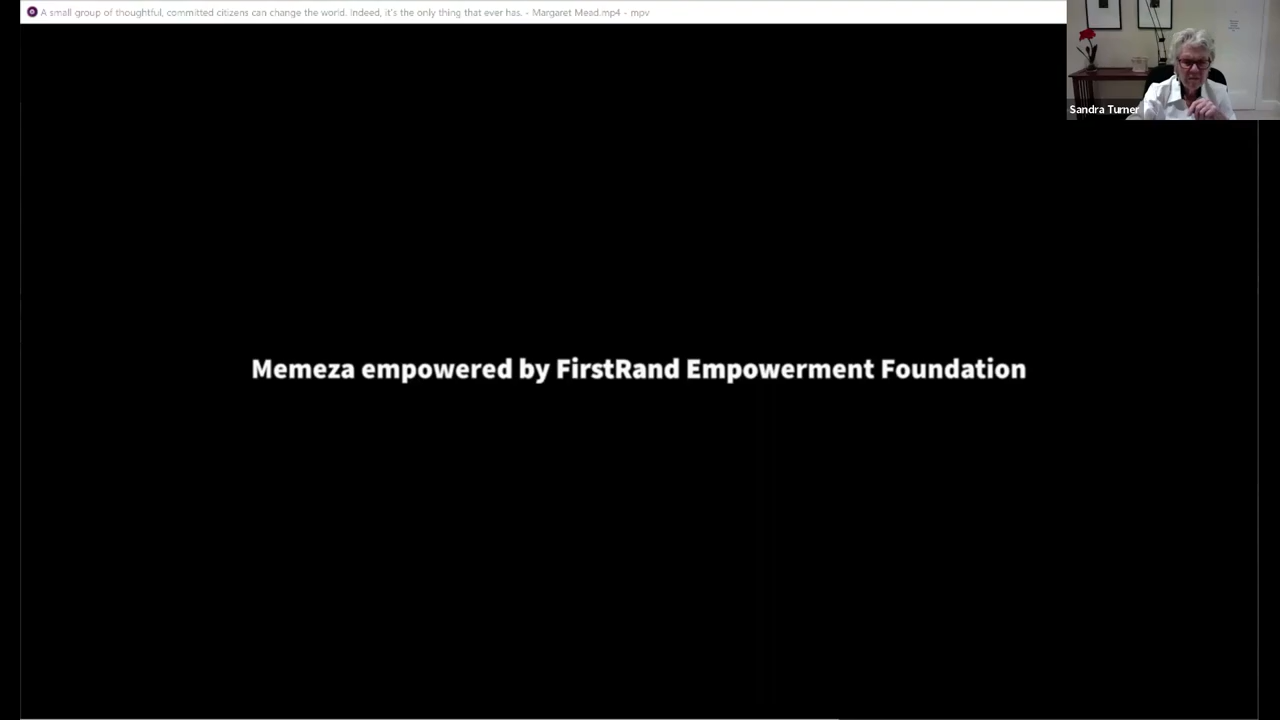 A small group of thoughtful, committed citizens can change the world. Indeed, it's the only thing that ever has. - Margaret Mead.mp4 - mpv
Sandra Turner
Memeza empowered by FirstRand Empowerment Foundation